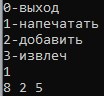 0-выход
1-напечатать
2-добавить
3-извлеч
1
8 2 5